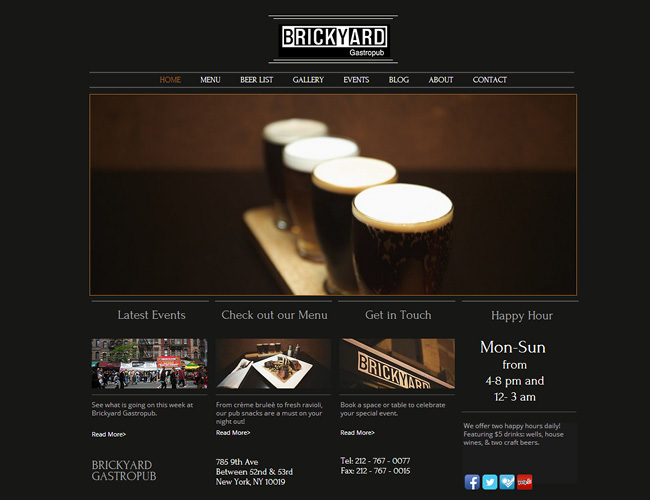 BRICKYARD
Gastropub
HOME MENU BEER LIST GALLERY EVENTS BLOG ABOUT CONTACT
Latest Events
See what is going on this week at
Brickyard Gastropub.
Read More>
Check out our Menu
From crème bruleè to fresh ravioli,
our pub snacks are a must on your
night out!
Read More>
Get in Touch
BRICKYARD
Book a space or table to celebrate
your special event.
Read More>
Happy Hour
Mon-Sun
from
4-8 pm and
12- 3 am
We offer two happy hours daily!
Featuring $5 drinks: wells, house
wines, & two craft beers.
BRICKYARD
GASTROPUB
785 9th Ave
Between 52nd & 53rd
New York, NY 10019
Tel: 212 - 767 - 0077
Fax: 212 - 767 - 0015